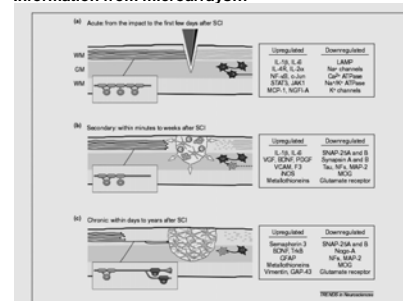 information from microarrays...
(a) Acute: from the impact to the first few days after SCI
WM
GM
WM
Upregulated Downregulated
IL-1β, IL-6 LAMP
IL-4R, IL-2α Na+ channels
NF-κB, c-Jun Ca2+ ATPase
STAT3, JAK1 Na+/K+ ATPase
MCP-1, NGFI-A K+ channels
(b) Secondary: within minutes to weeks after SCI
Upregulated Downregulated
IL-1β, IL-6 SNAP-25A and B
VGF, BDNF, PDGF Synapsin A and B
VCAM, F3 Tau, NFs, MAP-2
iNOS MOG
Metallothioneins Glutamate receptor
(c) Chronic: within days to years after SCI
Upregulated Downregulated
Semaphorin 3 SNAP-25A and B
BDNF, TrkB Nogo-A
GFAP NFs, MAP-2
Metallothioneins MOG
Vimentin, GAP-43 Glutamate receptor
TRENDS in Neurosciences